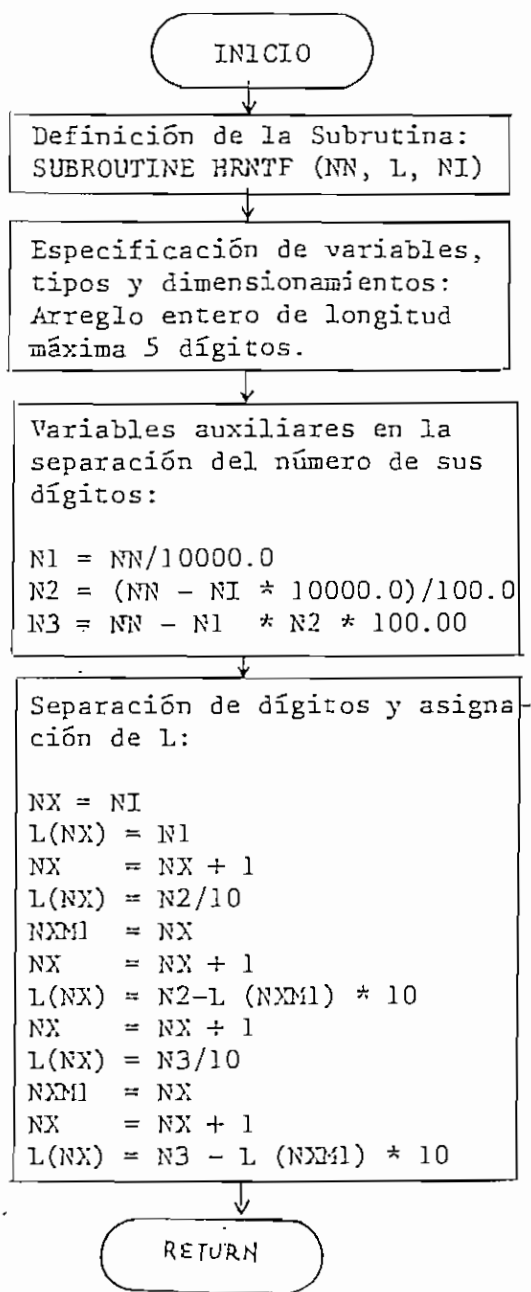 INICIO
Definición de la Subrutina:
SUBROUTINE HRNTF (NN, L, NI)
Especificación de variables,
tipos y dimensionamientos:
Arreglo entero de longitud
máxima 5 dígitos.
Variables auxiliares en la
separación del número de sus
dígitos:
N1 = NN/10000.0
N2 = (NN - NI * 10000.0)/100.0
N3 = NN - N1 * N2 * 100.00
Separación de dígitos y asigna-
ción de L:
NX = NI
L(NX) = N1
NX = NX + 1
L(NX) = N2/10
NXM1 = NX
NX = NX + 1
L(NX) = N2-L (NXM1) * 10
NX = NX + 1
L(NX) = N3/10
NXM1 = NX
NX = NX + 1
L(NX) = N3 - L (NXM1) * 10
RETURN